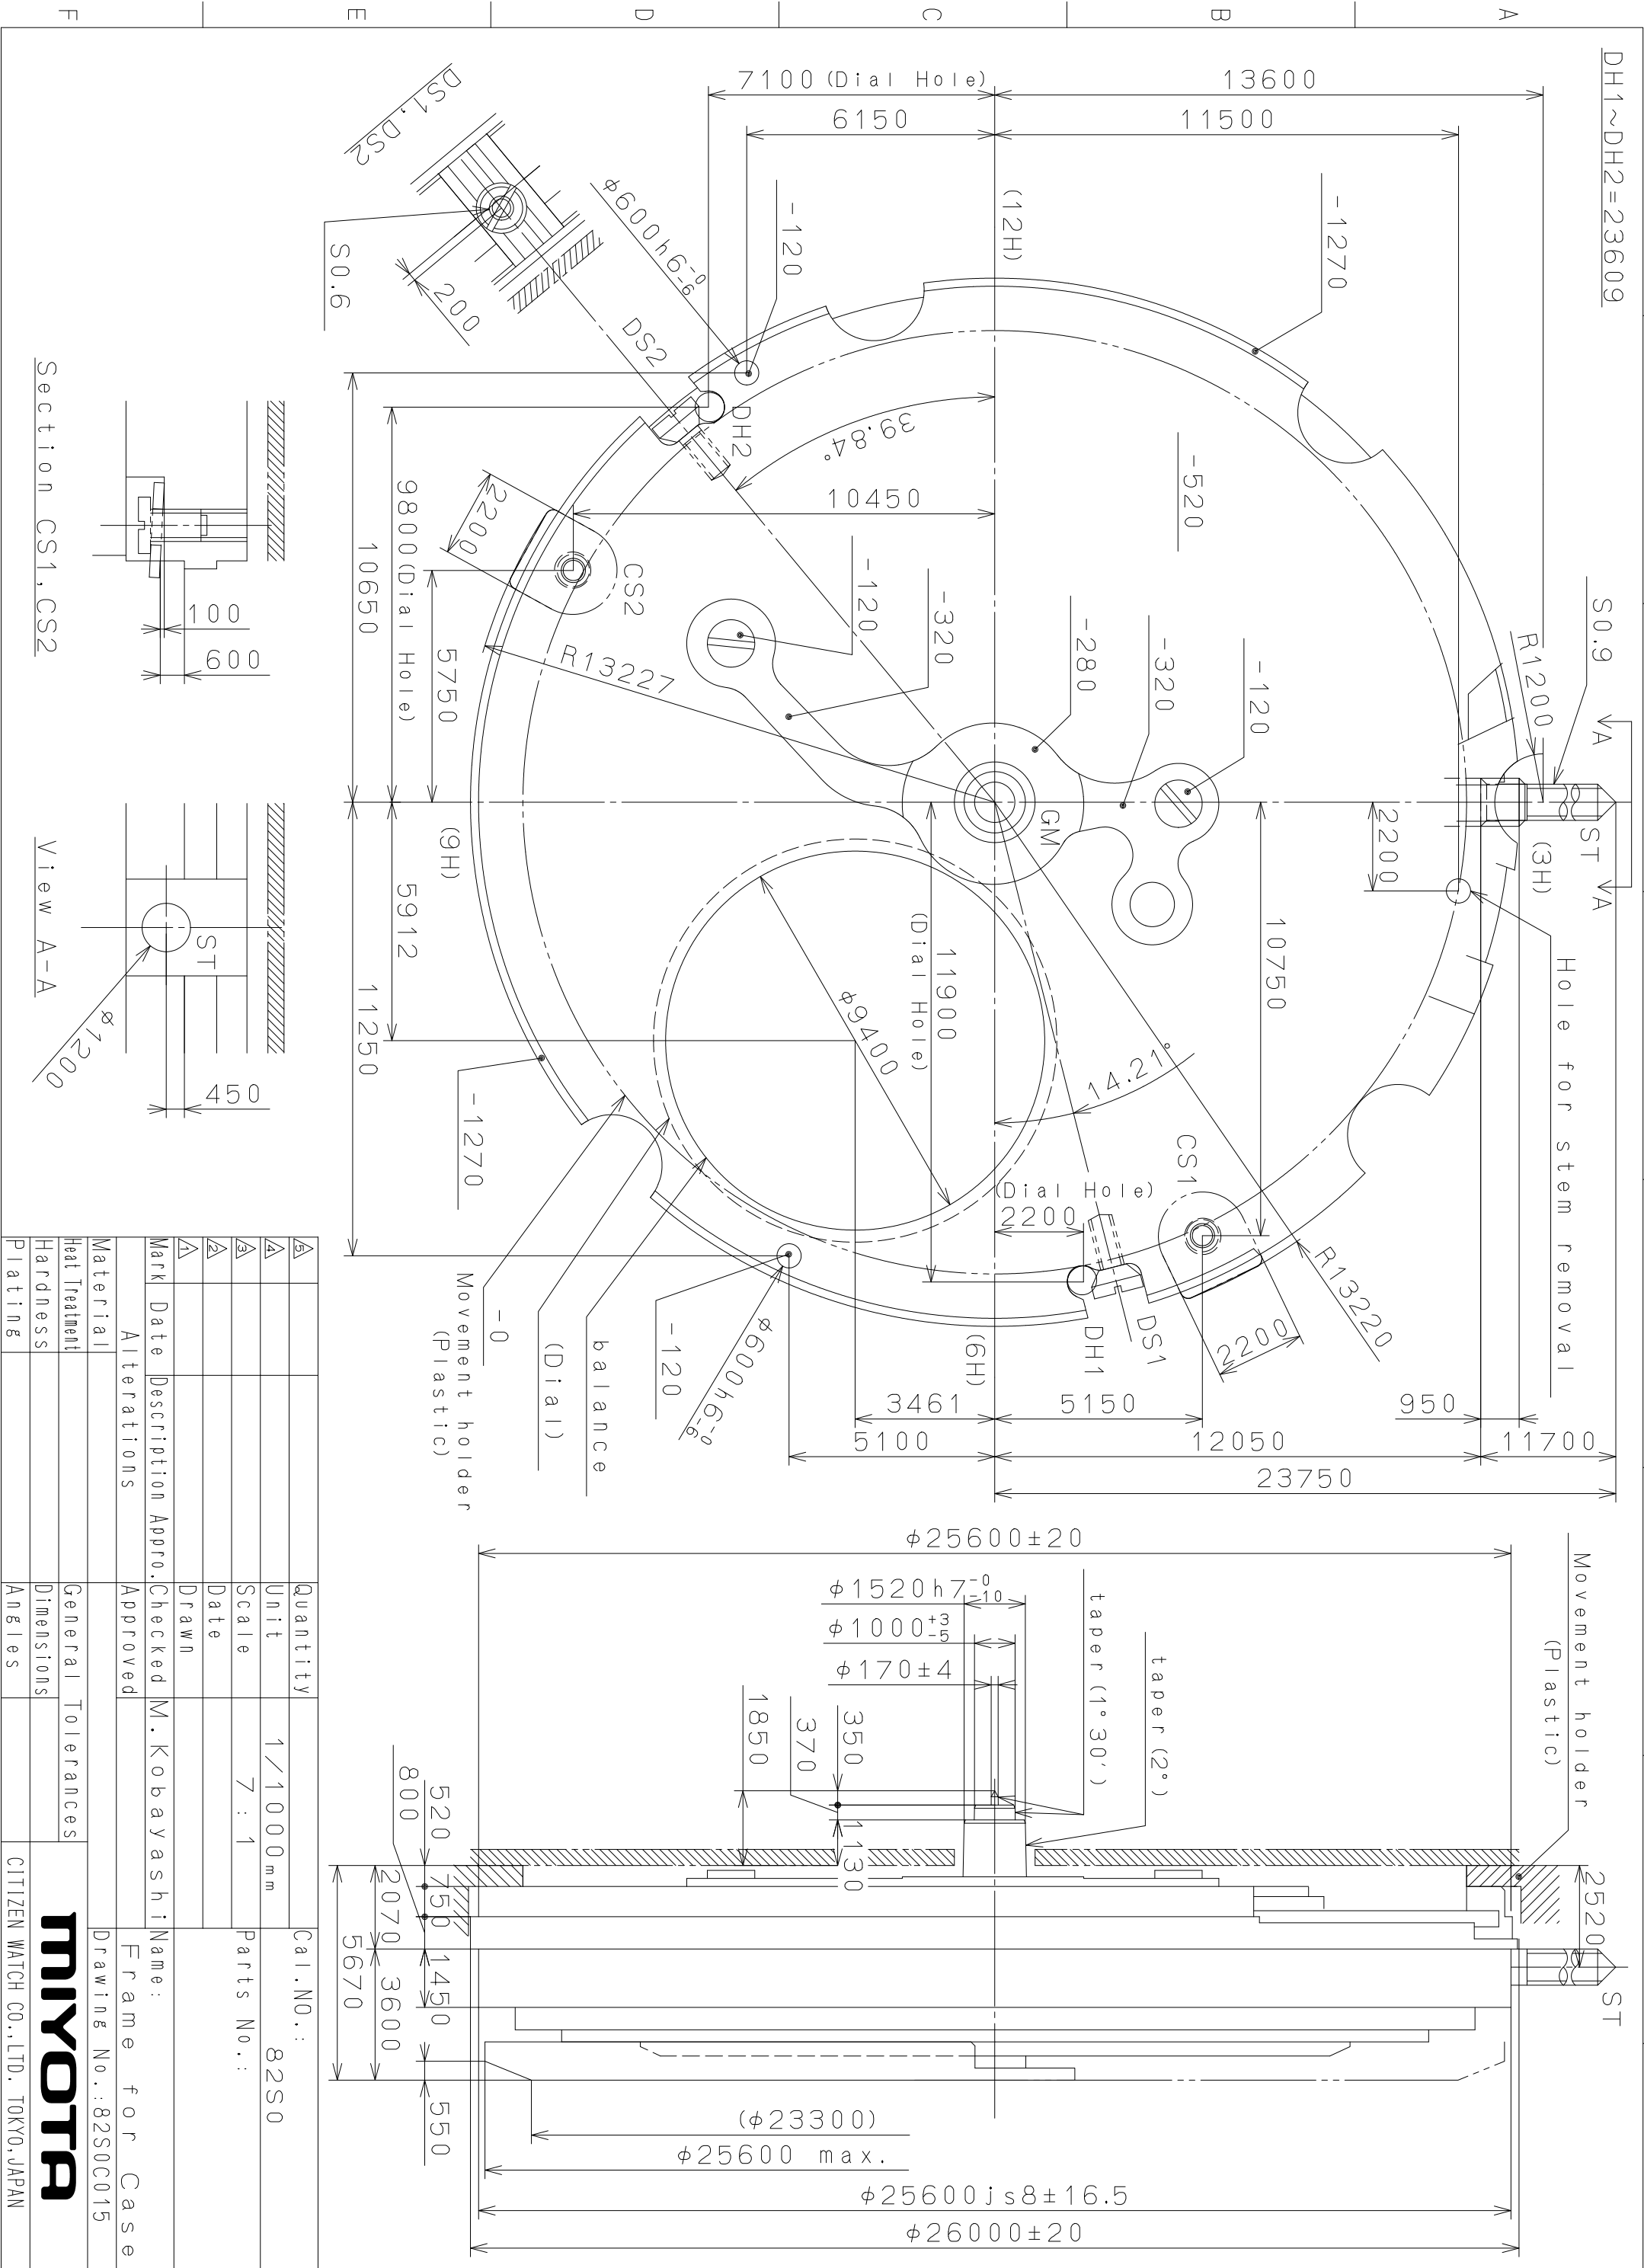 F
E
D
C
B
A
DH1~DH2=23609
7100 (Dial Hole)
13600
6150
11500
DS1, DS2
S0.6
200
φ600h6 -0 -6
-120
(12H)
-1270
DS2
DH2
39.84°
10450
-520
S0.9
R1200
A
A
ST
(3H)
2200
Hole for stem removal
Section CS1, CS2
100
600
10650
9800 (Dial Hole)
5750
2200
CS2
R13227
-120
-320
-280
-320
-120
GM
View A-A
ST
φ1200
450
(9H)
5912
11250
11900
(Dial Hole)
φ9400
10750
14.21°
CS1
(Dial Hole)
2200
R13220
2200
DS1
DH1
(6H)
-1270
-0
Movement holder
(Plastic)
(Dial)
balance
-120
φ600h6 -0 -6
3461
5150
950
5100
12050
11700
23750
φ25600±20
φ1520h7 -0 -10
φ1000 +3 -5
φ170±4
taper (1°30')
taper (2°)
Movement holder
(Plastic)
1850
370
350
1130
520
800
750
2070
1450
3600
5670
550
2520
ST
(φ23300)
φ25600 max.
φ25600js8±16.5
φ26000±20
5
4
3
2
1
Mark Date Description Appro.
Alterations
Material
Heat Treatment
Hardness
Plating
Quantity
Unit 1/1000mm
Scale 7:1
Date
Drawn
Checked M. Kobayashi
Approved
General Tolerances
Dimensions
Angles
Cal. NO.:
82S0
Parts No.:
Name:
Frame for Case
Drawing No.: 82S0C015
MIYOTA
CITIZEN WATCH CO., LTD. TOKYO, JAPAN